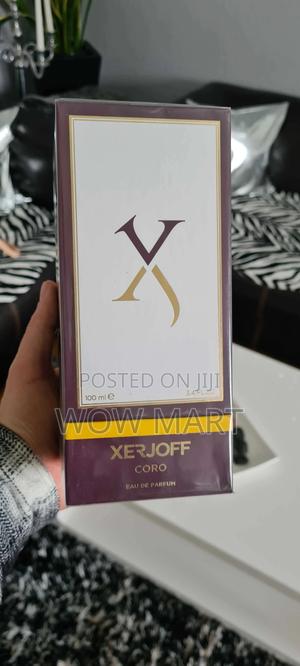 X
POSTED ON JIJI
100 ml e
WOW MART
XERJOFF
CORO
EAU DE PARFUM